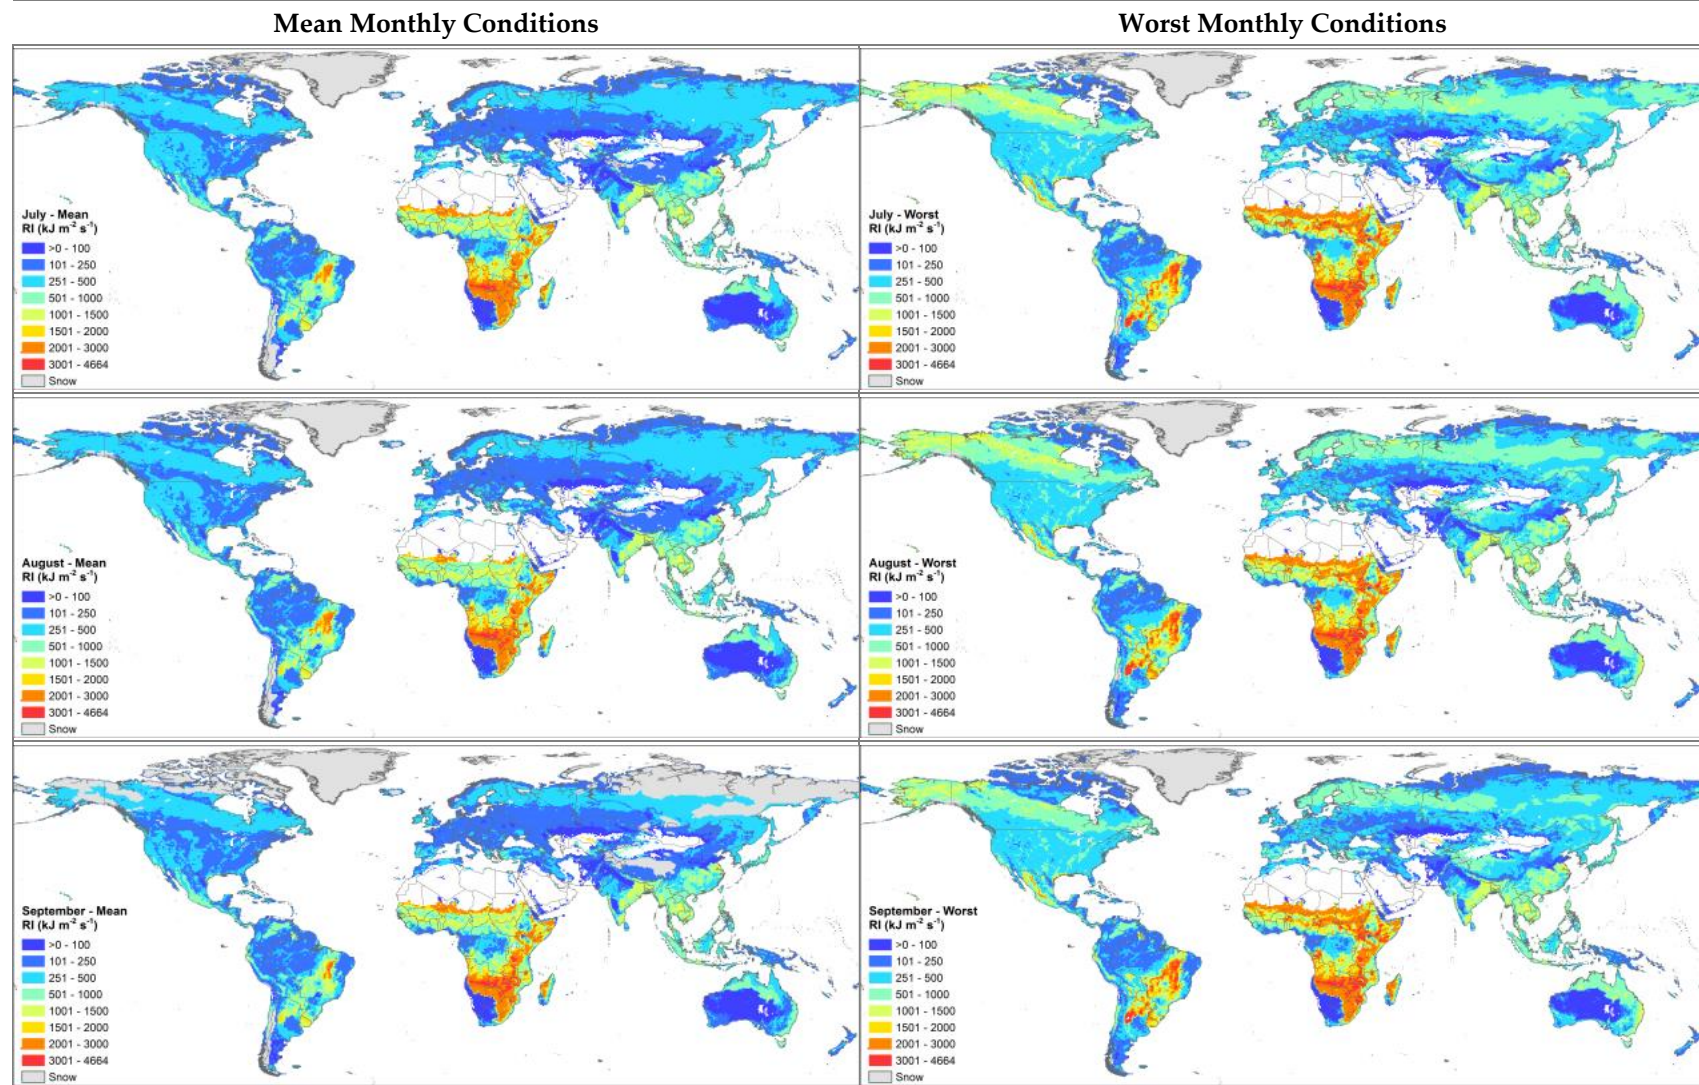 Mean Monthly Conditions
Worst Monthly Conditions
July - Mean
RI (kJ m⁻² s⁻¹)
>0 - 100
101 - 250
251 - 500
501 - 1000
1001 - 1500
1501 - 2000
2001 - 3000
3001 - 4664
Snow
July - Worst
RI (kJ m⁻² s⁻¹)
>0 - 100
101 - 250
251 - 500
501 - 1000
1001 - 1500
1501 - 2000
2001 - 3000
3001 - 4664
Snow
August - Mean
RI (kJ m⁻² s⁻¹)
>0 - 100
101 - 250
251 - 500
501 - 1000
1001 - 1500
1501 - 2000
2001 - 3000
3001 - 4664
Snow
August - Worst
RI (kJ m⁻² s⁻¹)
>0 - 100
101 - 250
251 - 500
501 - 1000
1001 - 1500
1501 - 2000
2001 - 3000
3001 - 4664
Snow
September - Mean
RI (kJ m⁻² s⁻¹)
>0 - 100
101 - 250
251 - 500
501 - 1000
1001 - 1500
1501 - 2000
2001 - 3000
3001 - 4664
Snow
September - Worst
RI (kJ m⁻² s⁻¹)
>0 - 100
101 - 250
251 - 500
501 - 1000
1001 - 1500
1501 - 2000
2001 - 3000
3001 - 4664
Snow